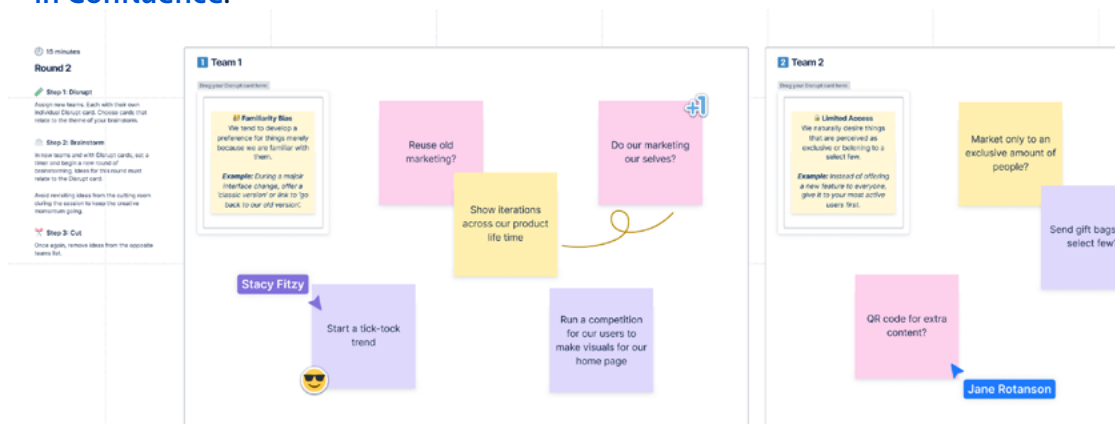 in Confluence.
15 minutes
Round 2
Step 1: Disrupt
Assign new teams. Each with their own
individual Disrupt card. Choose cards that
relate to the theme of your brainstorm.
Step 2: Brainstorm
In new teams and with Disrupt cards, set a
timer and begin a new round of
brainstorming. Ideas for this round must
relate to the Disrupt card.
Avoid revisiting ideas from the cutting room
during the session to keep the creative
momentum going.
Step 3: Cut
Once again, remove ideas from the opposite
teams list.
1 Team 1
Drag your Disrupt card here
Familiarity Bias
We tend to develop a
preference for things merely
because we are familiar with
them.
Example: During a major
interface change, offer a
'classic version' or link to 'go
back to our old version'.
Reuse old
marketing?
+1
Do our marketing
our selves?
Show iterations
across our product
life time
Stacy Fitzy
Start a tick-tock
trend
Run a competition
for our users to
make visuals for our
home page
2 Team 2
Drag your Disrupt card here
Limited Access
We naturally desire things
that are perceived as
exclusive or belonging to a
select few.
Example: Instead of offering
a new feature to everyone,
give it to your most active
users first.
Market only to an
exclusive amount of
people?
Send gift bags
select few?
QR code for extra
content?
Jane Rotanson